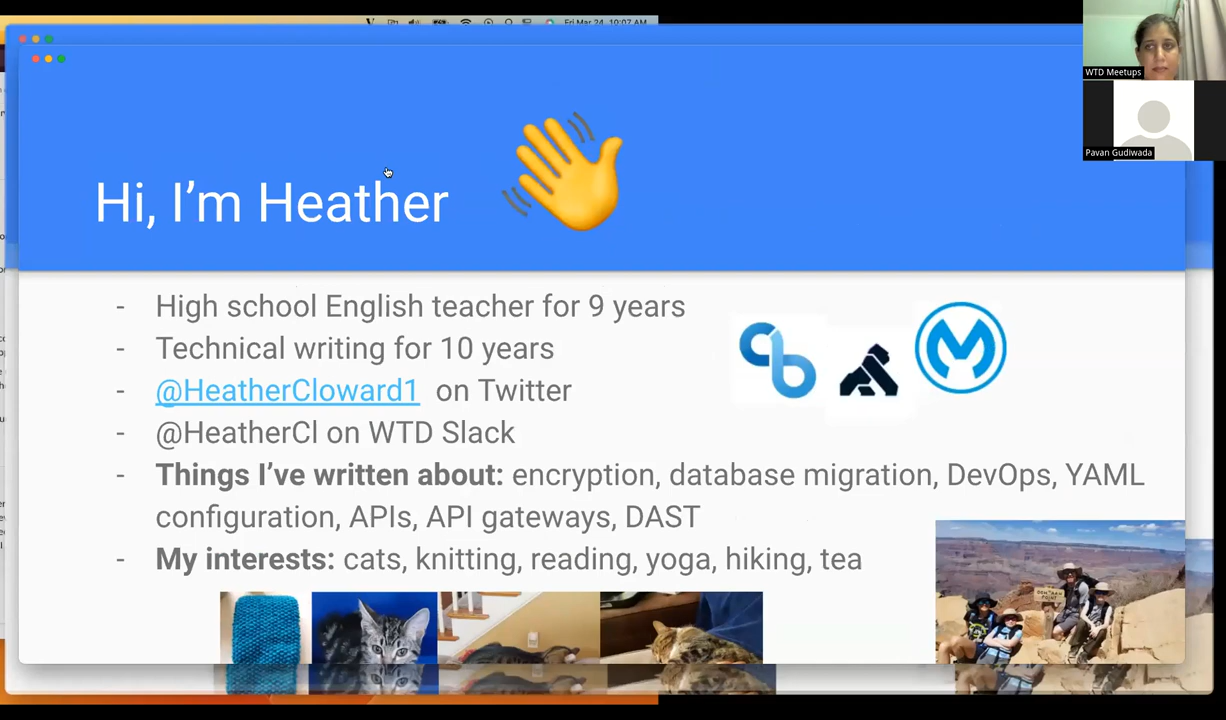 Fri Mar 24 10:07 AM
WTD Meetups
Pavan Gudiwada
Hi, I’m Heather
- High school English teacher for 9 years
- Technical writing for 10 years
- @HeatherCloward1 on Twitter
- @HeatherCl on WTD Slack
- Things I’ve written about: encryption, database migration, DevOps, YAML
configuration, APIs, API gateways, DAST
- My interests: cats, knitting, reading, yoga, hiking, tea